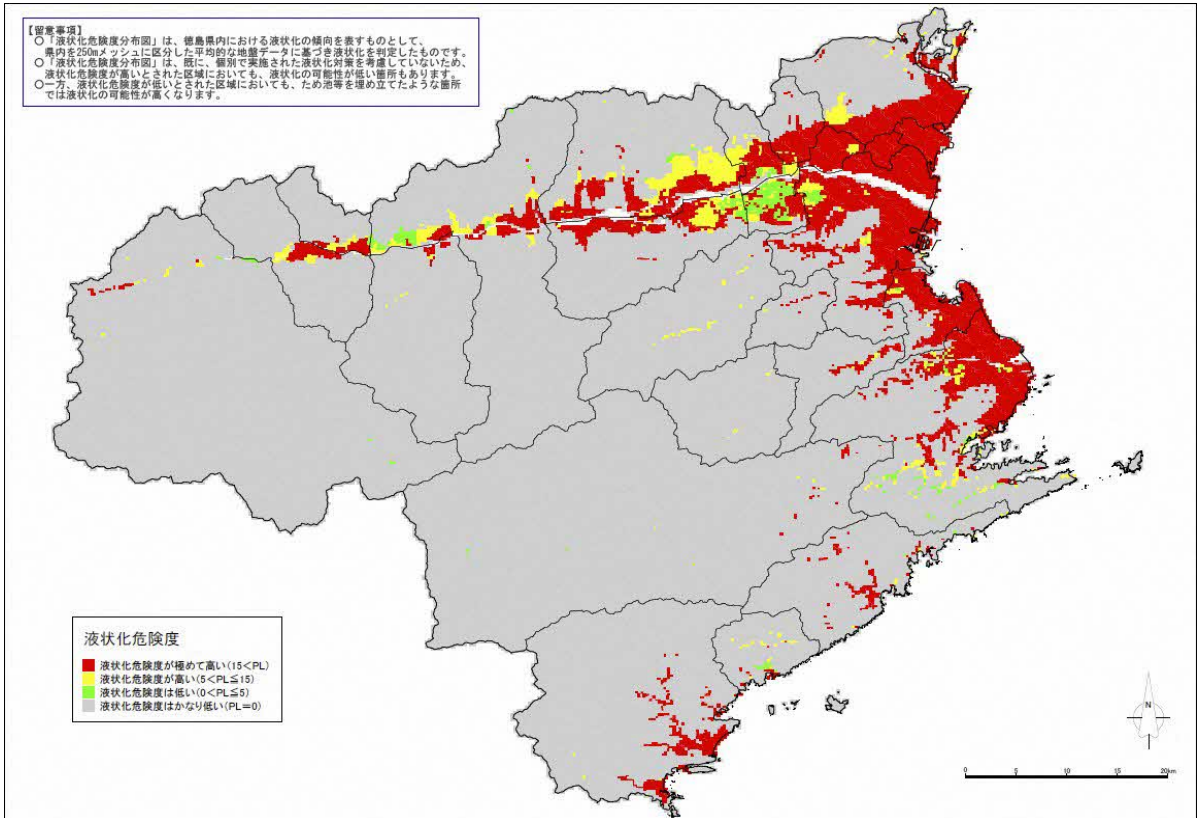 【留意事項】
○「液状化危険度分布図」は、徳島県内における液状化の傾向を表すものとして、
県内を250mメッシュに区分した平均的な地盤データに基づき液状化を判定したものです。
○「液状化危険度分布図」は、既に、個別で実施された液状化対策を考慮していないため、
液状化危険度が高いとされた区域においても、液状化の可能性が低い箇所もあります。
○一方、液状化危険度が低いとされた区域においても、ため池等を埋め立てたような箇所
では液状化の可能性が高くなります。
液状化危険度
液状化危険度が極めて高い(15<PL)
液状化危険度が高い(5<PL≦15)
液状化危険度は低い(0<PL≦5)
液状化危険度はかなり低い(PL=0)
N
0 5 10 15 20km